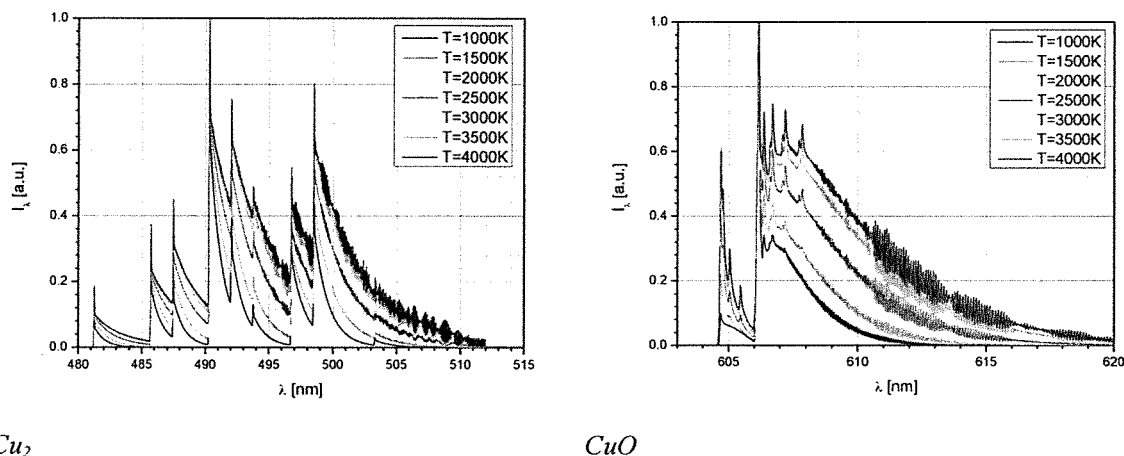 1.0
0.8
0.6
0.4
0.2
0.0
I_λ [a.u.]
T=1000K
T=1500K
T=2000K
T=2500K
T=3000K
T=3500K
T=4000K
480 485 490 495 500 505 510 515
λ [nm]
1.0
0.8
0.6
0.4
0.2
0.0
I_λ [a.u.]
T=1000K
T=1500K
T=2000K
T=2500K
T=3000K
T=3500K
T=4000K
605 610 615 620
λ [nm]
Cu₂ CuO